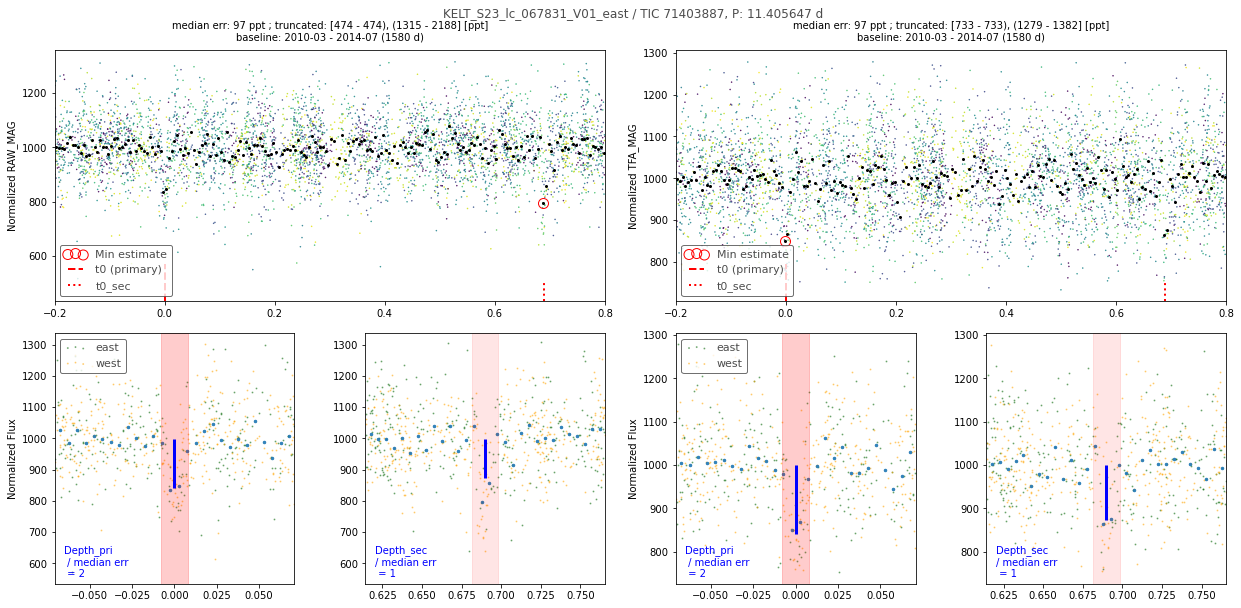 KELT_S23_lc_067831_V01_east / TIC 71403887, P: 11.405647 d
median err: 97 ppt ; truncated: [474 - 474), (1315 - 2188] [ppt]
baseline: 2010-03 - 2014-07 (1580 d)
median err: 97 ppt ; truncated: [733 - 733), (1279 - 1382] [ppt]
baseline: 2010-03 - 2014-07 (1580 d)
Normalized RAW_MAG
1200
1000
800
600
Min estimate
t0 (primary)
t0_sec
−0.2 0.0 0.2 0.4 0.6 0.8
Normalized TFA_MAG
1300
1200
1100
1000
900
800
Min estimate
t0 (primary)
t0_sec
−0.2 0.0 0.2 0.4 0.6 0.8
Normalized Flux
1300
1200
1100
1000
900
800
700
600
east
west
Depth_pri
/ median err
= 2
−0.050 −0.025 0.000 0.025 0.050
1300
1200
1100
1000
900
800
700
600
Depth_sec
/ median err
= 1
0.625 0.650 0.675 0.700 0.725 0.750
Normalized Flux
1300
1200
1100
1000
900
800
east
west
Depth_pri
/ median err
= 2
−0.050 −0.025 0.000 0.025 0.050
1300
1200
1100
1000
900
800
Depth_sec
/ median err
= 1
0.625 0.650 0.675 0.700 0.725 0.750